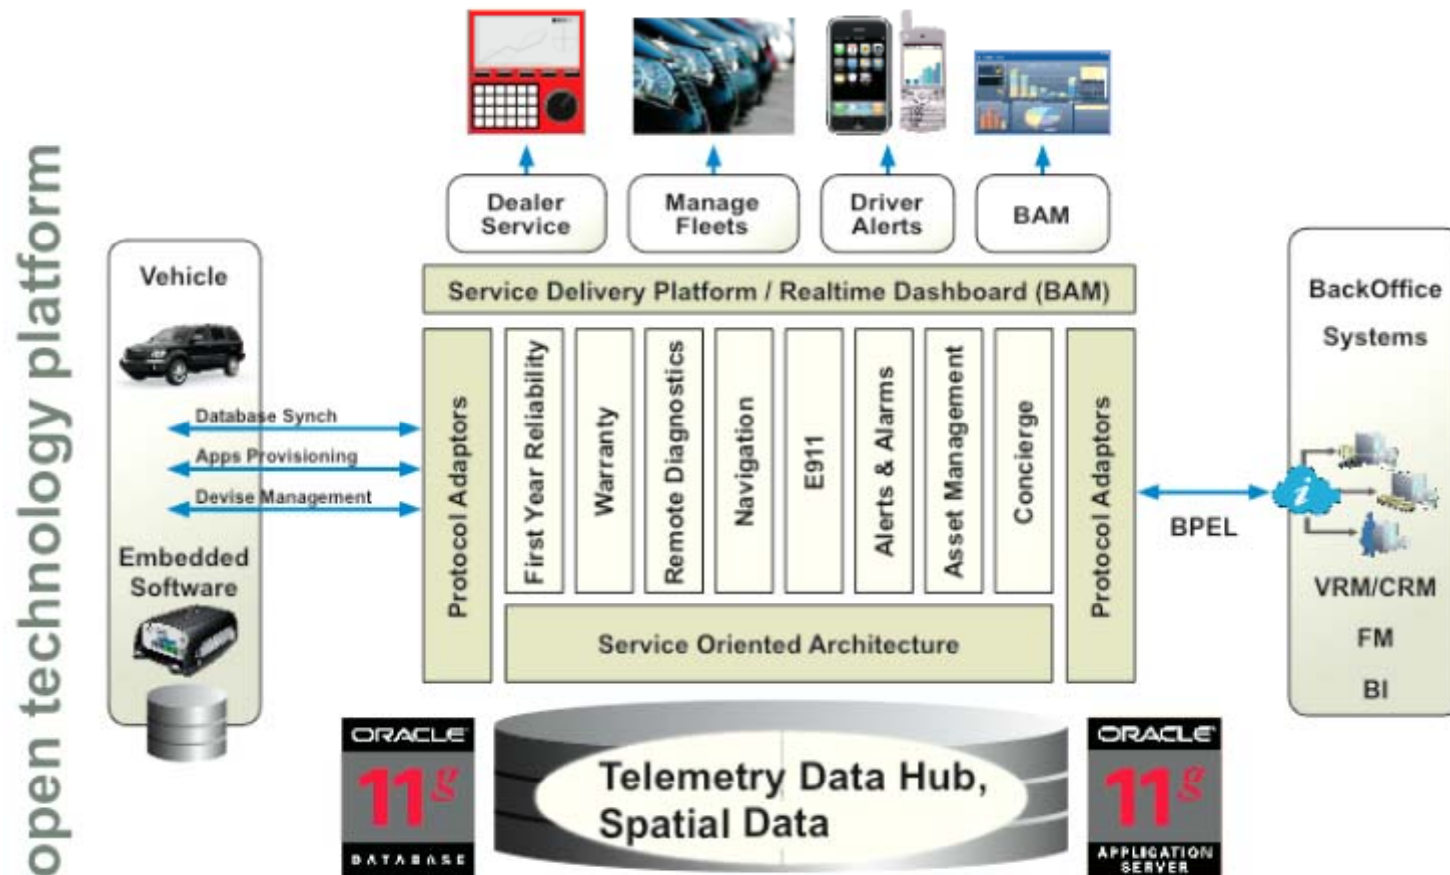 open technology platform
Dealer
Service
Manage
Fleets
Driver
Alerts
BAM
Vehicle
Database Synch
Apps Provisioning
Devise Management
Embedded
Software
Service Delivery Platform / Realtime Dashboard (BAM)
Protocol Adaptors
First Year Reliability
Warranty
Remote Diagnostics
Navigation
E911
Alerts & Alarms
Asset Management
Concierge
Protocol Adaptors
Service Oriented Architecture
BPEL
BackOffice
Systems
i
VRM/CRM
FM
BI
ORACLE
11g
DATABASE
Telemetry Data Hub,
Spatial Data
ORACLE
11g
APPLICATION
SERVER